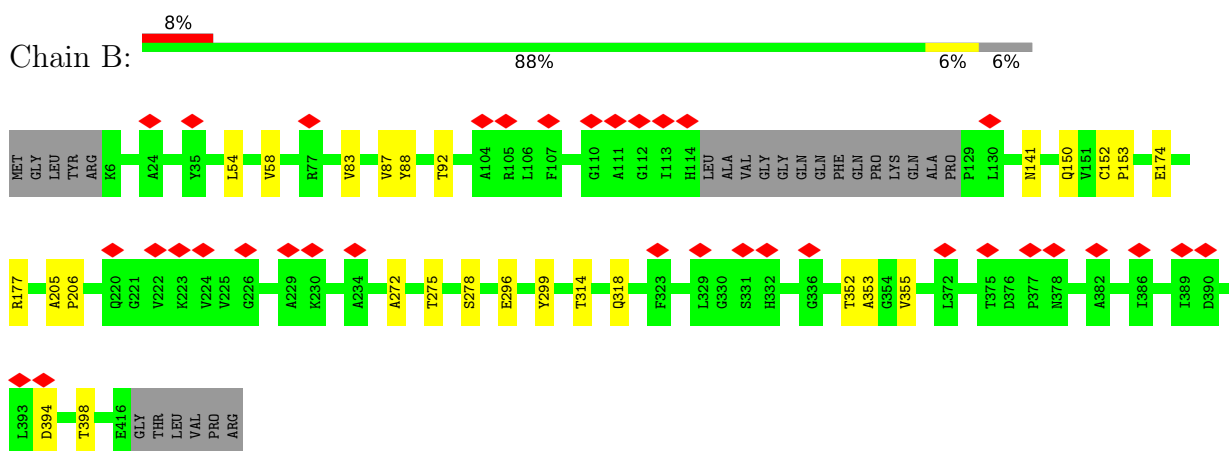 8%
Chain B:
88% 6% 6%
MET GLY LEU TYR ARG K6 A24 Y35 L54 V58 R77 V83 V87 Y88 T92 A104 R105 L106 F107 G110 A111 G112 I113 H114 LEU ALA VAL GLY GLY GLN GLN PHE GLN PRO LYS GLN ALA PRO P129 L130 N141 Q150 V151 C152 P153 E174
R177 A205 P206 Q220 G221 V222 K223 V224 V225 G226 A229 K230 A234 A272 T275 S278 E296 Y299 T314 Q318 F323 L329 G330 S331 H332 G336 T352 A353 G354 V355 L372 T375 D376 P377 N378 A382 I386 I389 D390
L393 D394 T398 E416 GLY THR LEU VAL PRO ARG